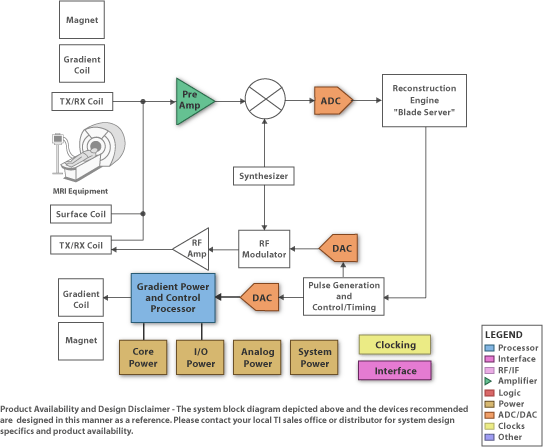 Magnet
Gradient
Coil
TX/RX Coil
Pre
Amp
ADC
Reconstruction
Engine
"Blade Server"
MRI Equipment
Synthesizer
Surface Coil
TX/RX Coil
RF
Amp
RF
Modulator
DAC
Gradient
Coil
Gradient Power
and Control
Processor
DAC
Pulse Generation
and
Control/Timing
Magnet
Core
Power
I/O
Power
Analog
Power
System
Power
Clocking
Interface
LEGEND
Processor
Interface
RF/IF
Amplifier
Logic
Power
ADC/DAC
Clocks
Other
Product Availability and Design Disclaimer - The system block diagram depicted above and the devices recommended
are designed in this manner as a reference. Please contact your local TI sales office or distributor for system design
specifics and product availability.